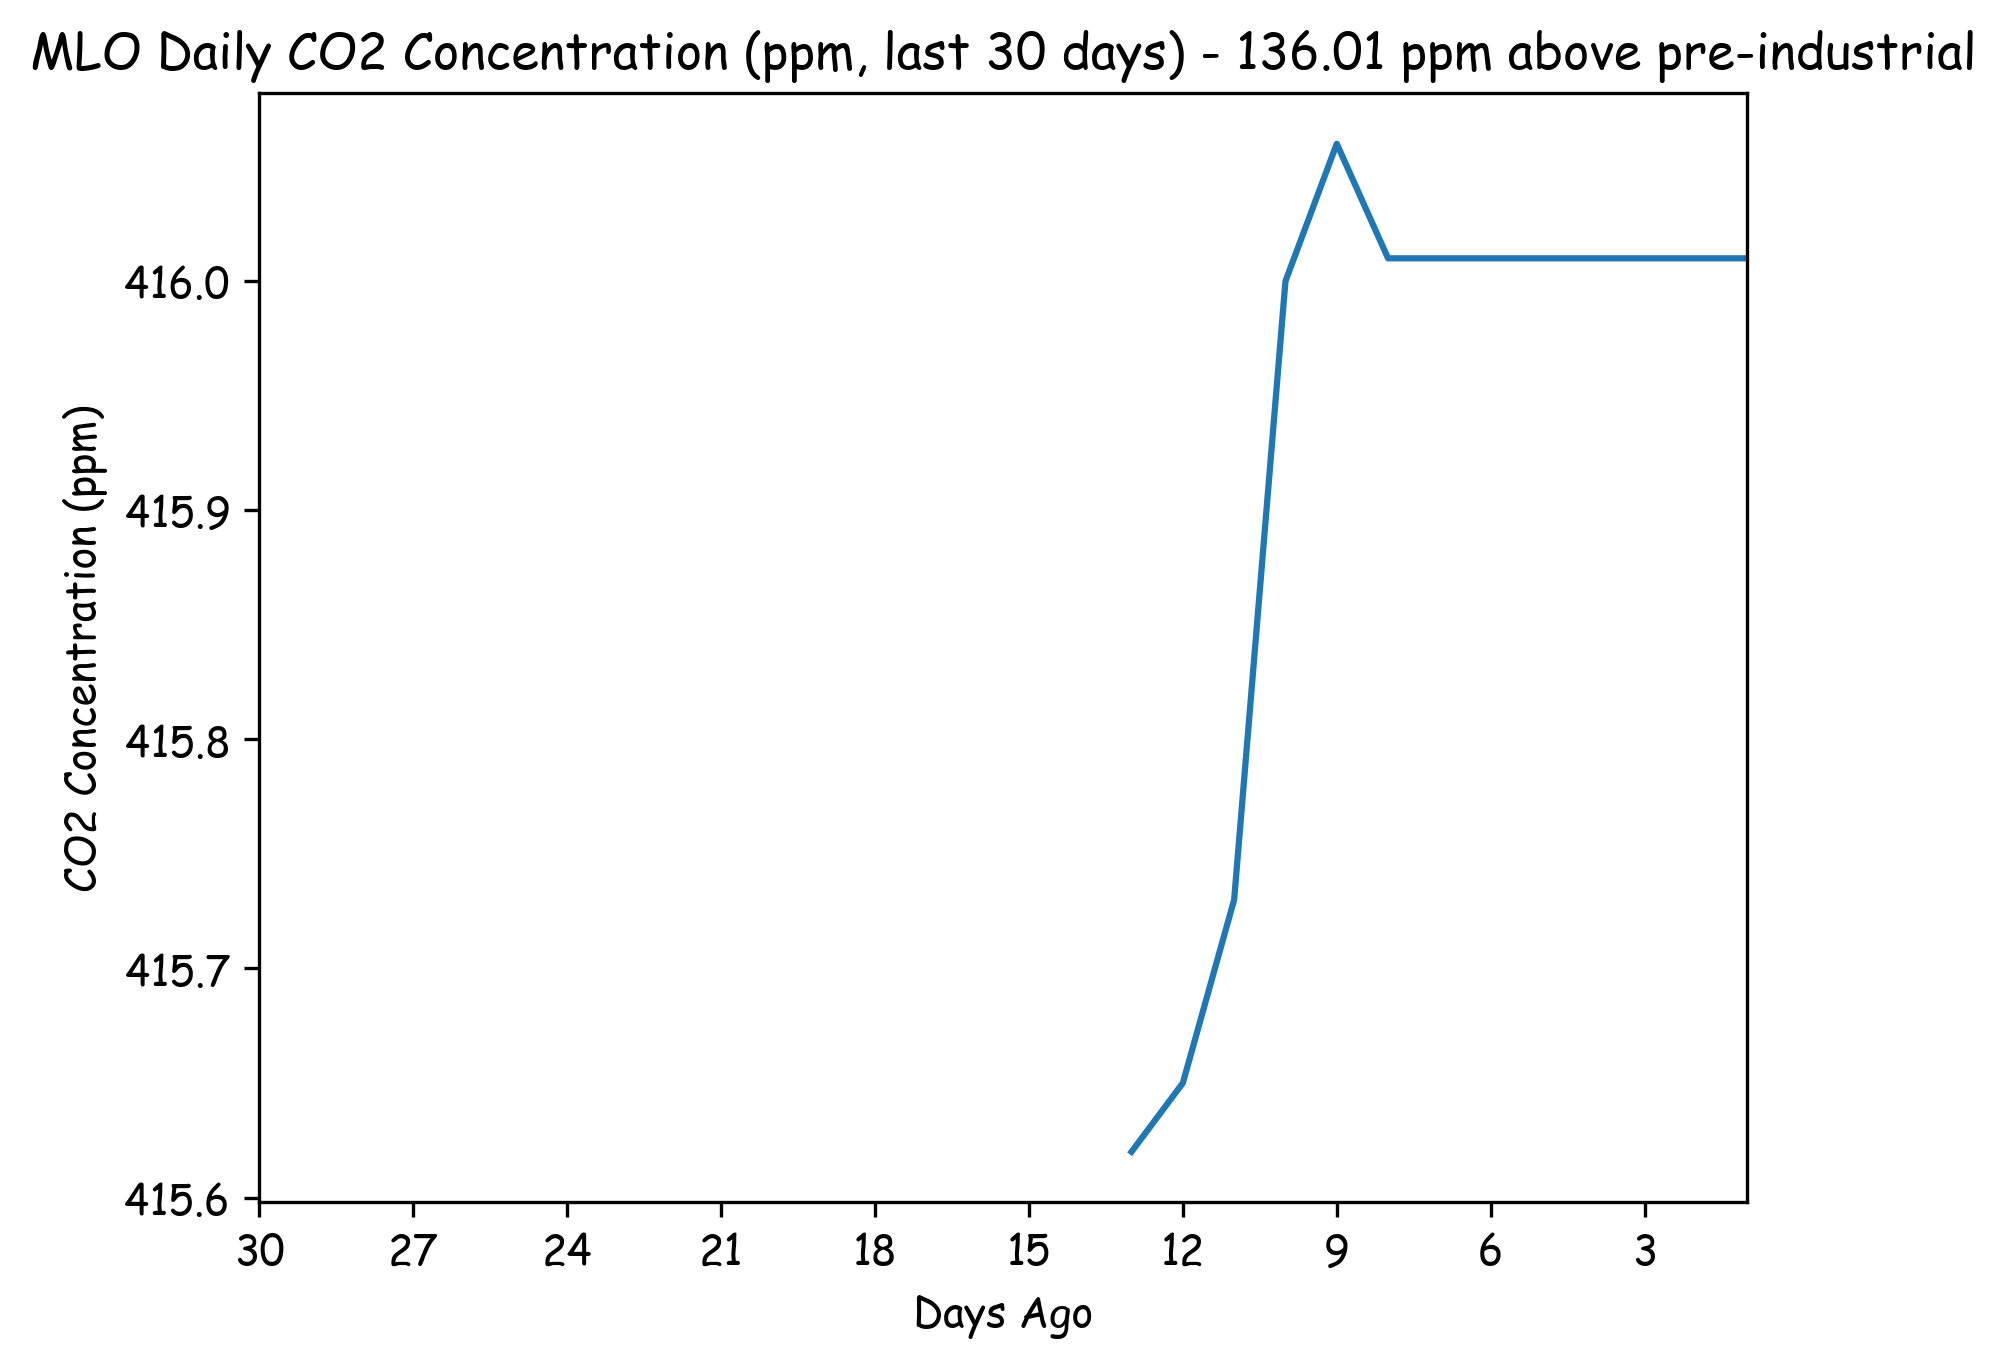 MLO Daily CO2 Concentration (ppm, last 30 days) - 136.01 ppm above pre-industrial
CO2 Concentration (ppm)
416.0
415.9
415.8
415.7
415.6
30 27 24 21 18 15 12 9 6 3
Days Ago